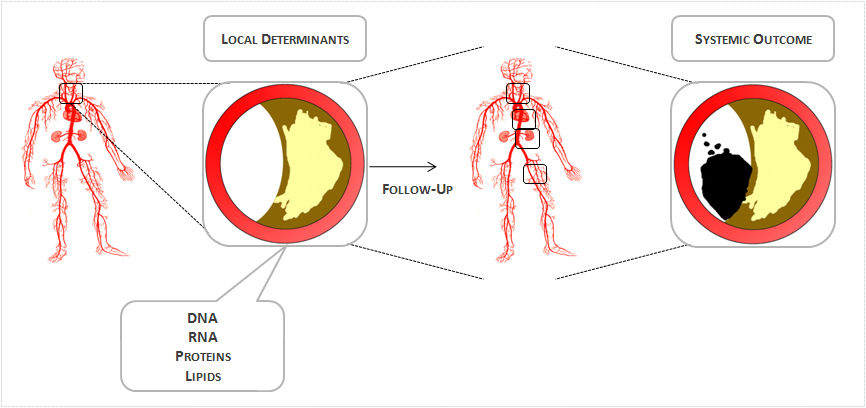 LOCAL DETERMINANTS
SYSTEMIC OUTCOME
FOLLOW-UP
DNA
RNA
PROTEINS
LIPIDS